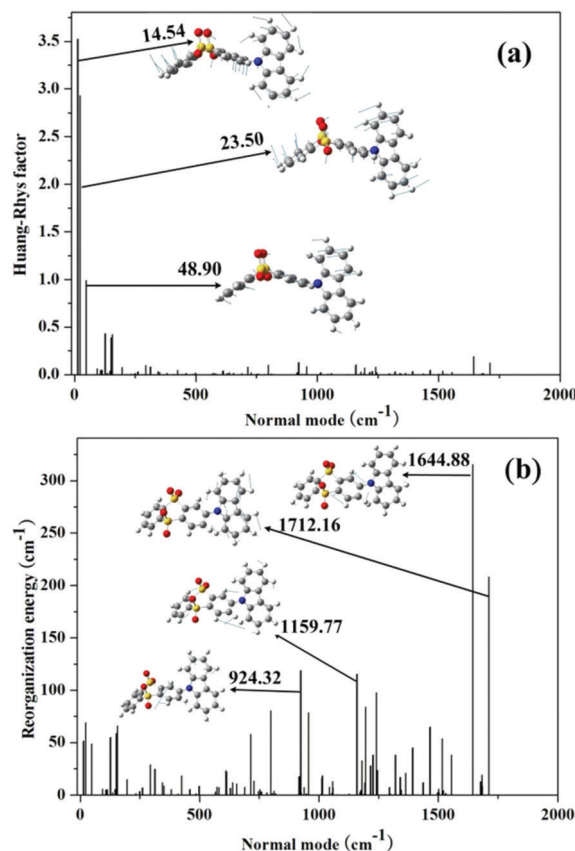 (a)
3.5
3.0
2.5
2.0
1.5
1.0
0.5
0.0
Huang-Rhys factor
14.54
23.50
48.90
0 500 1000 1500 2000
Normal mode (cm-1)
(b)
300
250
200
150
100
50
0
Reorganization energy (cm-1)
1644.88
1712.16
1159.77
924.32
0 500 1000 1500 2000
Normal mode (cm-1)